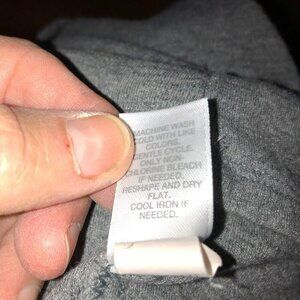 MACHINE WASH
COLD WITH LIKE
COLORS.
GENTLE CYCLE.
ONLY NON-
CHLORINE BLEACH
IF NEEDED.
RESHAPE AND DRY
FLAT.
COOL IRON IF
NEEDED.